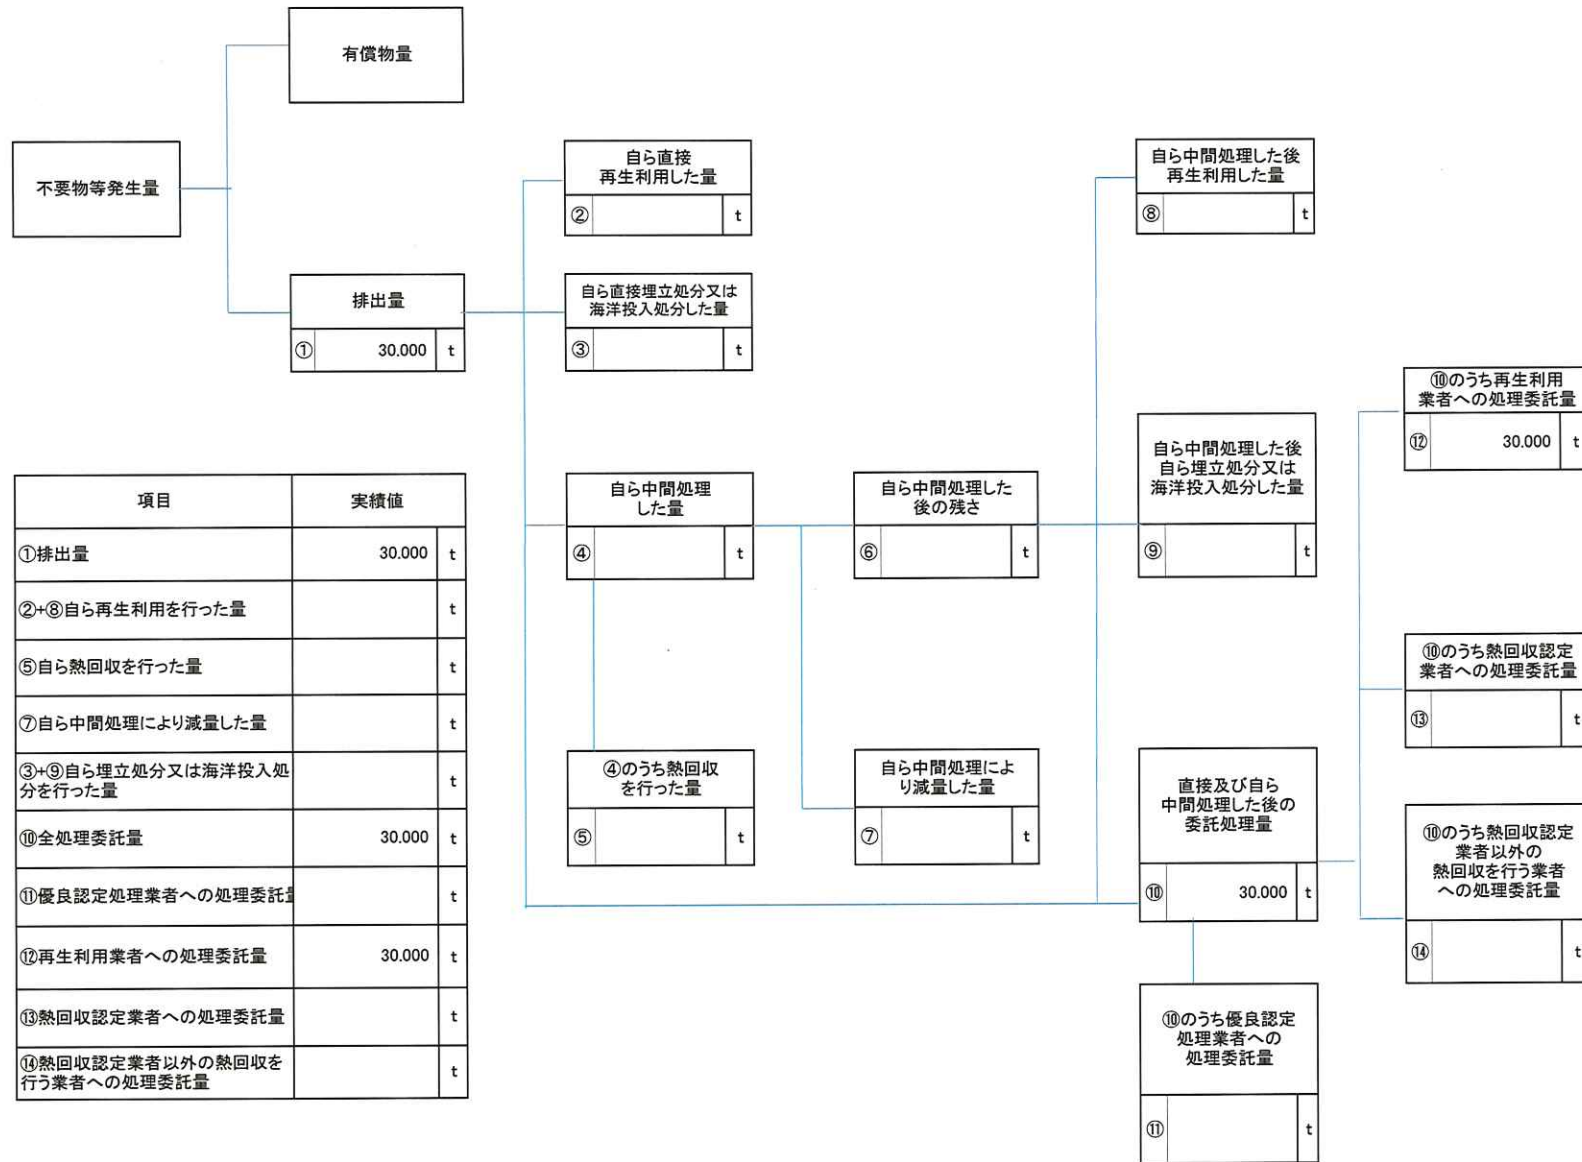 有償物量
不要物等発生量
排出量
① 30.000 t
自ら直接
再生利用した量
② t
自ら直接埋立処分又は
海洋投入処分した量
③ t
自ら中間処理
した量
④ t
④のうち熱回収
を行った量
⑤ t
自ら中間処理した
後の残さ
⑥ t
自ら中間処理によ
り減量した量
⑦ t
自ら中間処理した後
再生利用した量
⑧ t
自ら中間処理した後
自ら埋立処分又は
海洋投入処分した量
⑨ t
直接及び自ら
中間処理した後の
委託処理量
⑩ 30.000 t
⑩のうち優良認定
処理業者への
処理委託量
⑪ t
⑩のうち再生利用
業者への処理委託量
⑫ 30.000 t
⑩のうち熱回収認定
業者への処理委託量
⑬ t
⑩のうち熱回収認定
業者以外の
熱回収を行う業者
への処理委託量
⑭ t
項目 実績値
①排出量 30.000 t
②+⑧自ら再生利用を行った量 t
⑤自ら熱回収を行った量 t
⑦自ら中間処理により減量した量 t
③+⑨自ら埋立処分又は海洋投入処
分を行った量 t
⑩全処理委託量 30.000 t
⑪優良認定処理業者への処理委託量 t
⑫再生利用業者への処理委託量 30.000 t
⑬熱回収認定業者への処理委託量 t
⑭熱回収認定業者以外の熱回収を
行う業者への処理委託量 t